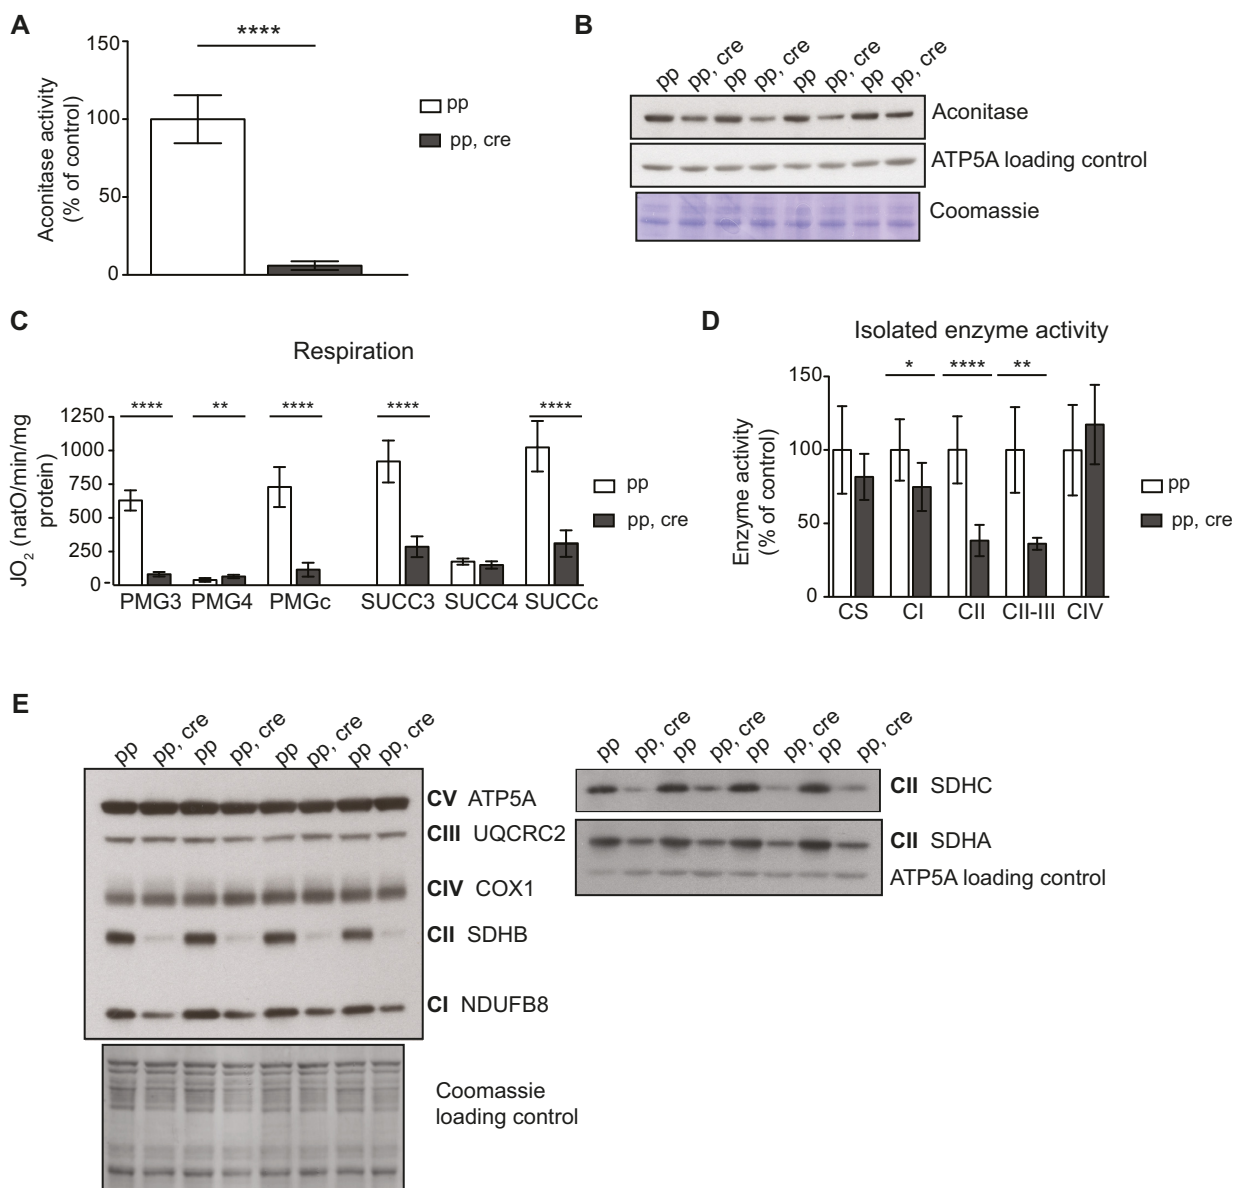 A
****
150
100
50
0
Aconitase activity
(% of control)
pp
pp, cre
B
pp
pp, cre
pp
pp, cre
pp
pp, cre
pp
pp, cre
Aconitase
ATP5A loading control
Coomassie
C
Respiration
****
**
****
****
****
1250
1000
750
500
250
0
JO2 (natO/min/mg
protein)
PMG3 PMG4 PMGc SUCC3 SUCC4 SUCCc
pp
pp, cre
D
Isolated enzyme activity
*
****
**
150
100
50
0
Enzyme activity
(% of control)
CS CI CII CII-III CIV
pp
pp, cre
E
pp
pp, cre
pp
pp, cre
pp
pp, cre
pp
pp, cre
CV ATP5A
CIII UQCRC2
CIV COX1
CII SDHB
CI NDUFB8
Coomassie
loading control
pp
pp, cre
pp
pp, cre
pp
pp, cre
pp
pp, cre
CII SDHC
CII SDHA
ATP5A loading control